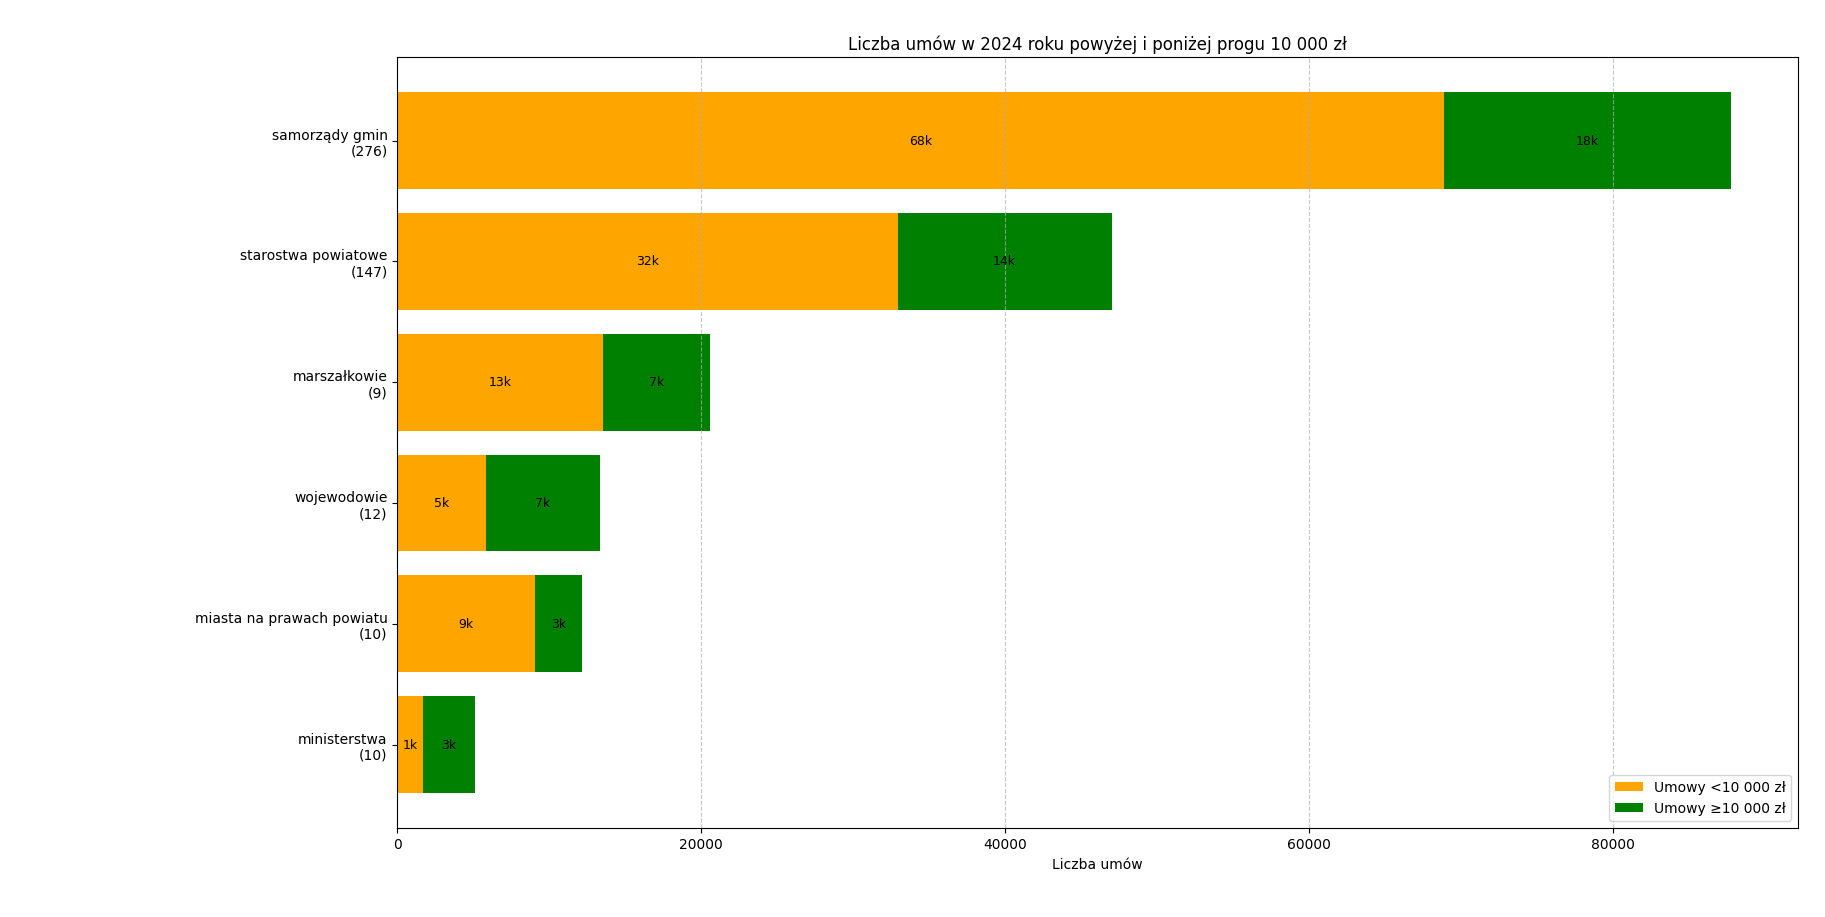 Liczba umów w 2024 roku powyżej i poniżej progu 10 000 zł
samorządy gmin
(276)
68k
18k
starostwa powiatowe
(147)
32k
14k
marszałkowie
(9)
13k
7k
wojewodowie
(12)
5k
7k
miasta na prawach powiatu
(10)
9k
3k
ministerstwa
(10)
1k
3k
Umowy <10 000 zł
Umowy ≥10 000 zł
0
20000
40000
60000
80000
Liczba umów